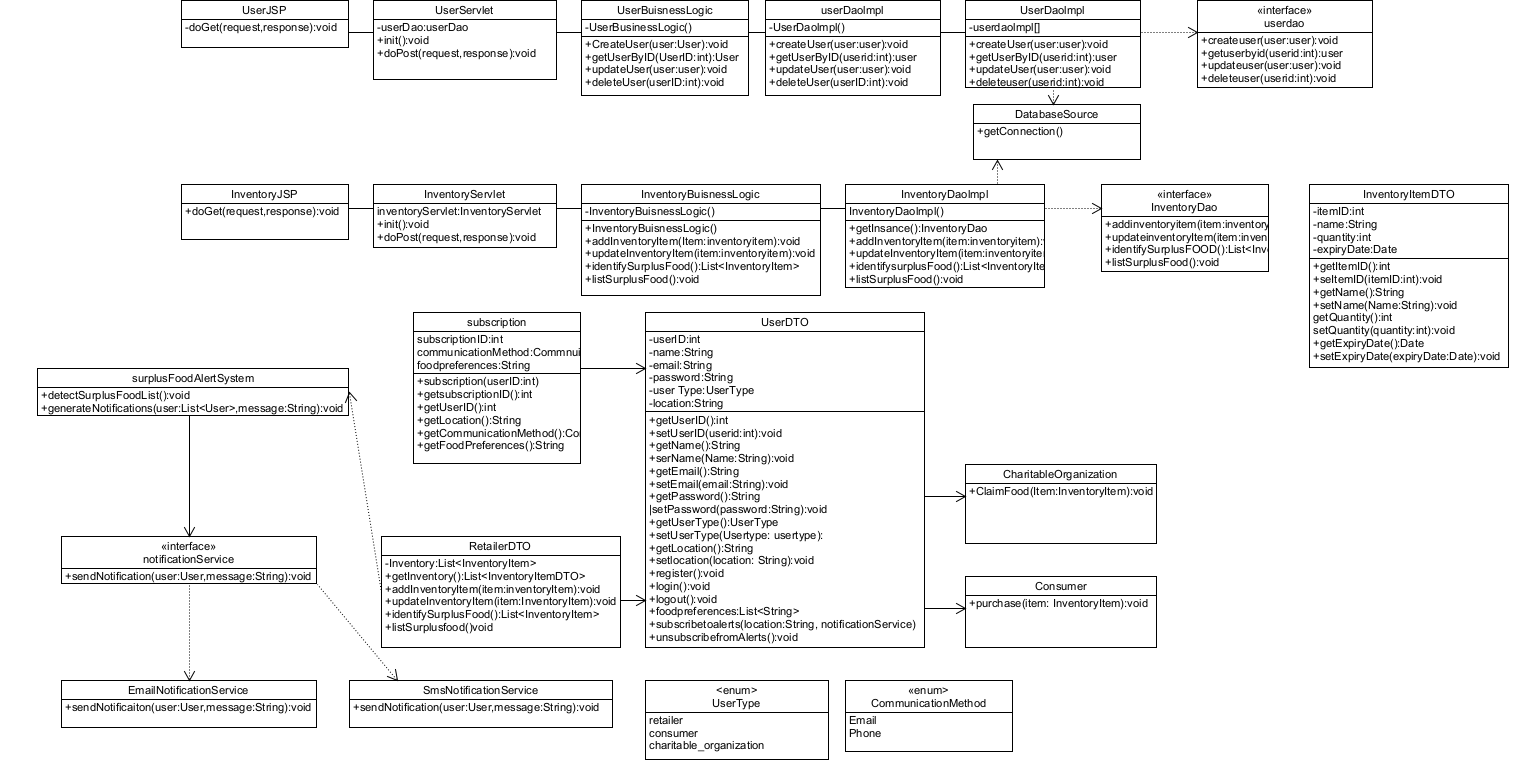 UserJSP
-doGet(request,response):void
UserServlet
-userDao:userDao
+init():void
+doPost(request,response):void
UserBuisnessLogic
-UserBusinessLogic()
+CreateUser(user:User):void
+getUserByID(UserID:int):User
+updateUser(user:user):void
+deleteUser(userID:int):void
userDaoImpl
-UserDaoImpl()
+createUser(user:user):void
+getUserByID(userid:int):user
+updateUser(user:user):void
+deleteUser(userID:int):void
UserDaoImpl
-userdaoImpl[]
+createUser(user:user):void
+getUserByID(userid:int):user
+updateUser(user:user):void
+deleteuser(userid:int):void
«interface»
userdao
+createuser(user:user):void
+getuserbyid(userid:int):user
+updateuser(user:user):void
+deleteuser(userid:int):void
DatabaseSource
+getConnection()
InventoryJSP
+doGet(request,response):void
InventoryServlet
inventoryServlet:InventoryServlet
+init():void
+doPost(request,response):void
InventoryBuisnessLogic
-InventoryBuisnessLogic()
+InventoryBuisnessLogic()
+addInventoryItem(Item:inventoryitem):void
+updateInventoryItem(item:inventoryitem):void
+identifySurplusFood():List<InventoryItem>
+listSurplusFood():void
InventoryDaoImpl
InventoryDaoImpl()
+getInsance():InventoryDao
+addInventoryItem(item:inventoryitem):
+updateInventoryItem(item:inventoryitem
+identifysurplusFood():List<InventoryIte
+listSurplusFood():void
«interface»
InventoryDao
+addinventoryitem(item:inventory
+updateinventoryitem(item:inven
+identifySurplusFOOD():List<Inv
+listSurplusFood():void
InventoryItemDTO
-itemID:int
-name:String
-quantity:int
-expiryDate:Date
+getItemID():int
+seItemID(itemID:int):void
+getName():String
+setName(Name:String):void
getQuantity():int
setQuantity(quantity:int):void
+getExpiryDate():Date
+setExpiryDate(expiryDate:Date):void
subscription
subscriptionID:int
communicationMethod:Commnui
foodpreferences:String
+subscription(userID:int)
+getsubscriptionID():int
+getUserID():int
+getLocation():String
+getCommunicationMethod():Co
+getFoodPreferences():String
UserDTO
-userID:int
-name:String
-email:String
-password:String
-user Type:UserType
-location:String
+getUserID():int
+setUserID(userid:int):void
+getName():String
+serName(Name:String):void
+getEmail():String
+setEmail(email:String):void
+getPassword():String
|setPassword(password:String):void
+getUserType():UserType
+setUserType(Usertype: usertype):
+getLocation():String
+setlocation(location: String):void
+register():void
+login():void
+logout():void
+foodpreferences:List<String>
+subscribetoalerts(location:String, notificationService)
+unsubscribefromAlerts():void
surplusFoodAlertSystem
+detectSurplusFoodList():void
+generateNotifications(user:List<User>,message:String):void
CharitableOrganization
+ClaimFood(Item:InventoryItem):void
«interface»
notificationService
+sendNotification(user:User,message:String):void
RetailerDTO
-Inventory:List<InventoryItem>
+getInventory():List<InventoryItemDTO>
+addInventoryItem(item:inventoryItem):void
+updateInventoryItem(item:InventoryItem):void
+identifySurplusFood():List<InventoryItem>
+listSurplusfood()void
Consumer
+purchase(item: InventoryItem):void
EmailNotificationService
+sendNotificaiton(user:User,message:String):void
SmsNotificationService
+sendNotification(user:User,message:String):void
<enum>
UserType
retailer
consumer
charitable_organization
«enum»
CommunicationMethod
Email
Phone